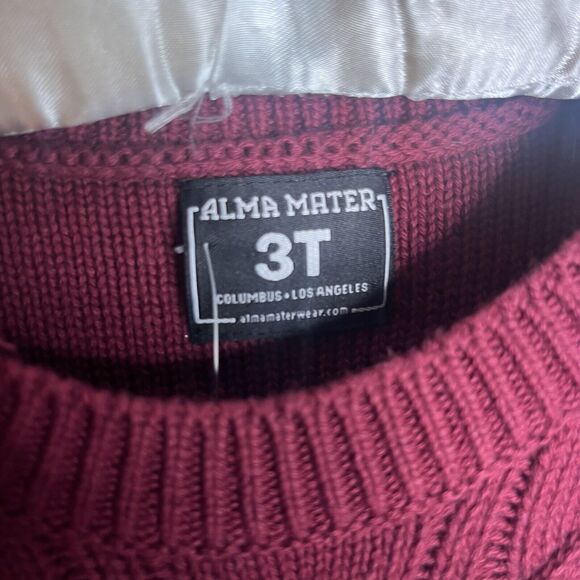 ALMA MATER
3T
COLUMBUS • LOS ANGELES
almamaterwear.com